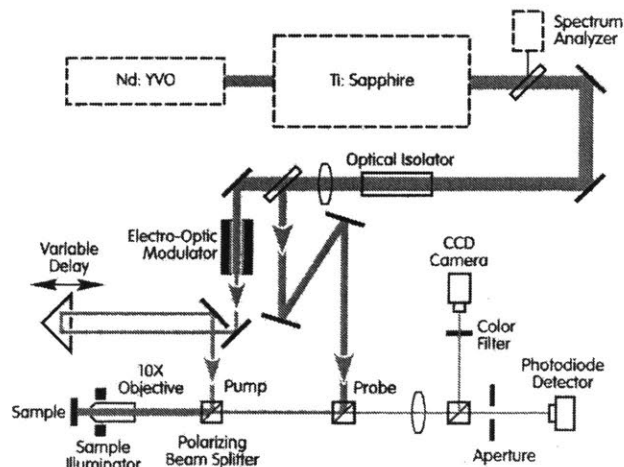 Spectrum
Analyzer
Nd: YVO
Ti: Sapphire
Optical Isolator
Electro-Optic
Modulator
Variable
Delay
CCD
Camera
Color
Filter
Photodiode
Detector
10X
Objective
Pump
Probe
Sample
Sample
Illuminator
Polarizing
Beam Splitter
Aperture